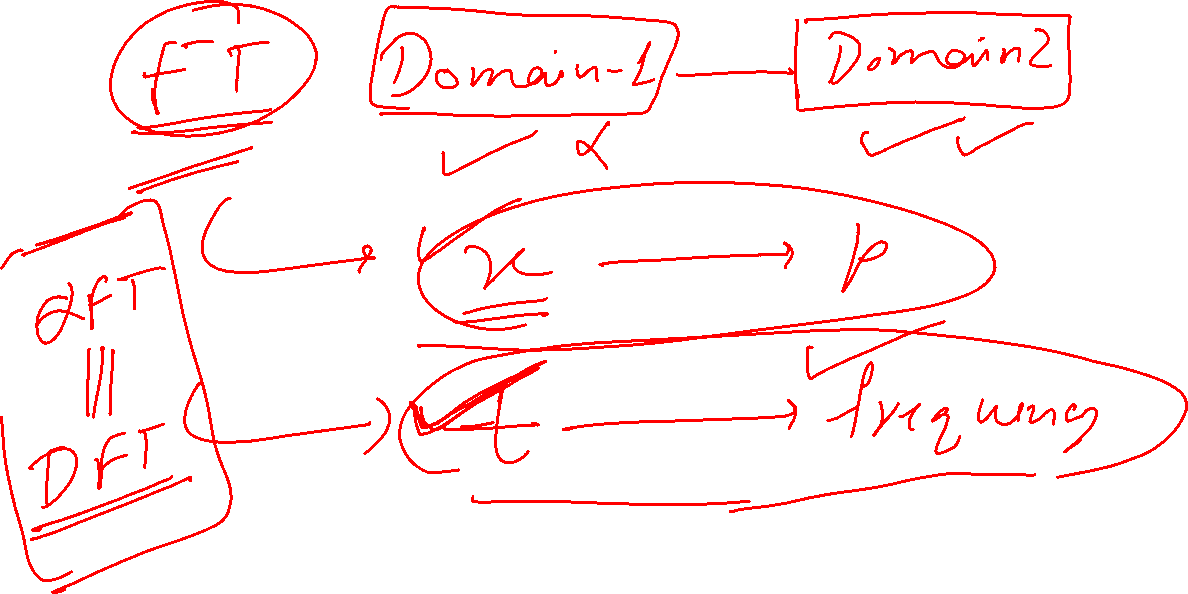 FT Domain-1 → Domain2
✓ α ✓ ✓
x → p
QFT
|||
t → frequency
DFT